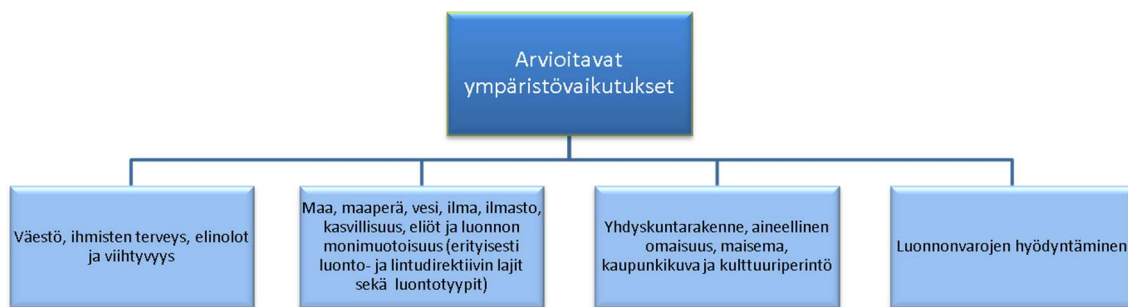 Arvioitavat
ympäristövaikutukset
Väestö, ihmisten terveys, elinolot
ja viihtyvyys
Maa, maaperä, vesi, ilma, ilmasto,
kasvillisuus, eliöt ja luonnon
monimuotoisuus (erityisesti
luonto- ja lintudirektiivin lajit
sekä luontotyypit)
Yhdyskuntarakenne, aineellinen
omaisuus, maisema,
kaupunkikuva ja kulttuuriperintö
Luonnonvarojen hyödyntäminen